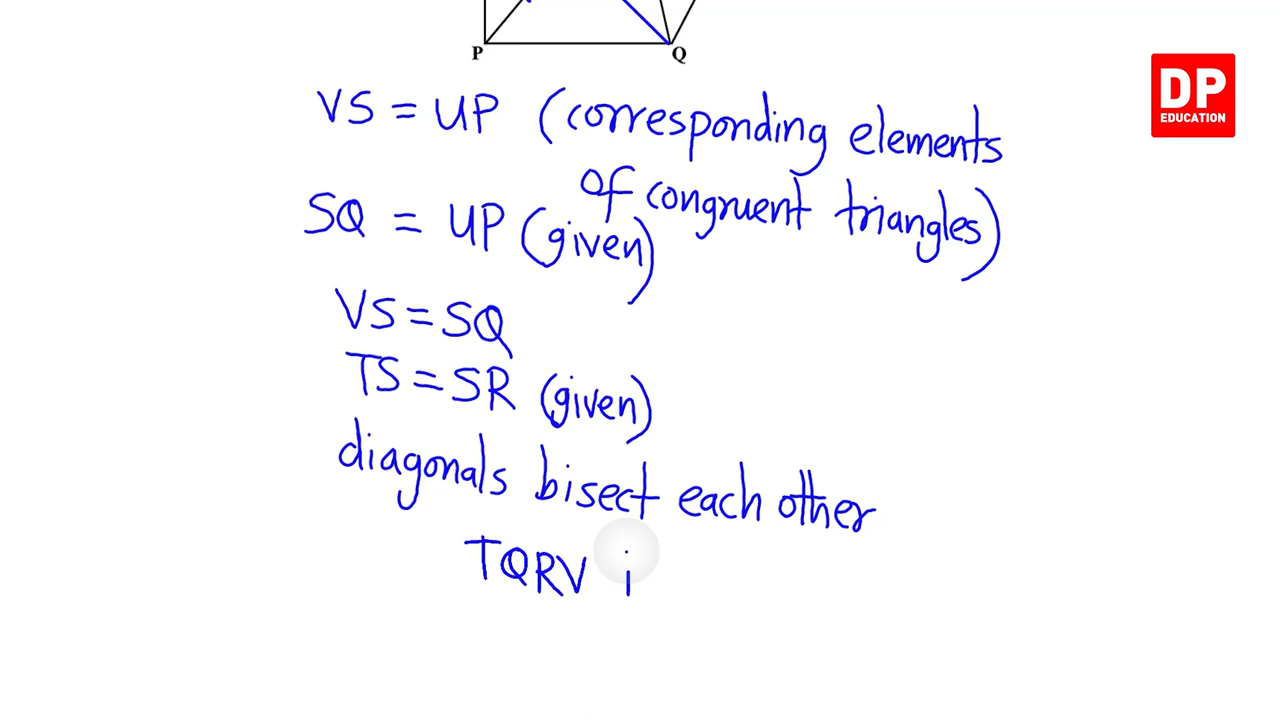 P Q
DP
EDUCATION
VS = UP (corresponding elements
of congruent triangles)
SQ = UP (given)
VS = SQ
TS = SR (given)
diagonals bisect each other
TQRV i